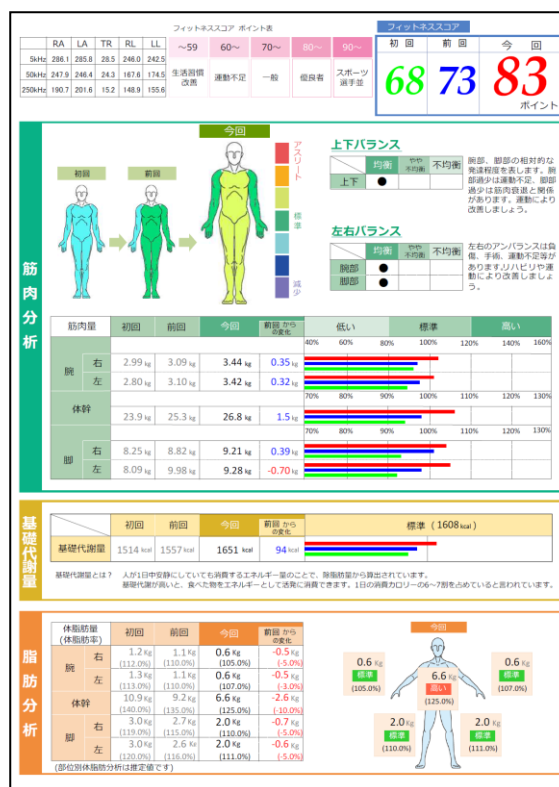 フィットネススコア ポイント表
フィットネススコア
RA LA TR RL LL
5kHz 286.1 285.8 28.5 246.0 242.5
50kHz 247.9 246.4 24.3 167.6 174.5
250kHz 190.7 201.6 15.2 148.9 155.6
～59 60～ 70～ 80～ 90～
生活習慣改善 運動不足 一般 優良者 スポーツ選手並
初 回 前 回 今 回
68 73 83
ポイント
筋肉分析
初回 前回 今回
アスリート
標準
減少
上下バランス
均衡 やや不均衡 不均衡
上下 ●
腕部、脚部の相対的な
発達程度を表します。腕
部過少は運動不足、脚部
過少は筋肉衰退と関係
があります。運動により
改善しましょう。
左右バランス
均衡 やや不均衡 不均衡
腕部 ●
脚部 ●
左右のアンバランスは負
傷、手術、運動不足等が
あります。リハビリや運
動により改善しましょ
う。
筋肉量 初回 前回 今回 前回からの変化 低い 標準 高い
40% 60% 80% 100% 120% 140% 160%
腕 右 2.99 kg 3.09 kg 3.44 kg 0.35 kg
左 2.80 kg 3.10 kg 3.42 kg 0.32 kg
70% 80% 90% 100% 110% 120% 130%
体幹 23.9 kg 25.3 kg 26.8 kg 1.5 kg
70% 80% 90% 100% 110% 120% 130%
脚 右 8.25 kg 8.82 kg 9.21 kg 0.39 kg
左 8.09 kg 9.98 kg 9.28 kg -0.70 kg
基礎代謝量
初回 前回 今回 前回からの変化 標準（1608kcal）
基礎代謝量 1514 kcal 1557 kcal 1651 kcal 94 kcal
基礎代謝量とは？ 人が1日中安静にしていても消費するエネルギー量のことで、除脂肪量から算出されています。
基礎代謝が高いと、食べた物をエネルギーとして活発に消費できます。1日の消費カロリーの6～7割を占めていると言われています。
脂肪分析
体脂肪量（体脂肪率） 初回 前回 今回 前回からの変化
腕 右 1.2 Kg 1.1 Kg 0.6 Kg -0.5 Kg
(112.0%) (110.0%) (105.0%) (-5.0%)
左 1.3 Kg 1.1 Kg 0.6 Kg -0.5 Kg
(113.0%) (110.0%) (107.0%) (-3.0%)
体幹 10.9 Kg 9.2 Kg 6.6 Kg -2.6 Kg
(140.0%) (135.0%) (125.0%) (-10.0%)
脚 右 3.0 Kg 2.7 Kg 2.0 Kg -0.7 Kg
(119.0%) (115.0%) (110.0%) (-5.0%)
左 3.0 Kg 2.6 Kg 2.0 Kg -0.6 Kg
(120.0%) (116.0%) (111.0%) (-5.0%)
(部位別体脂肪分析は推定値です)
今回
0.6 Kg
標準
(105.0%)
6.6 Kg
高い
(125.0%)
0.6 Kg
標準
(107.0%)
2.0 Kg
標準
(110.0%)
2.0 Kg
標準
(111.0%)